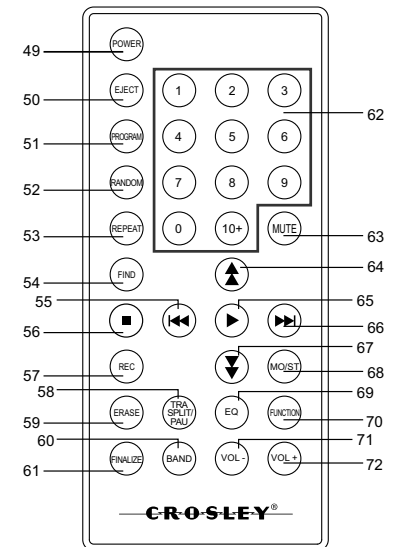 49 POWER
50 EJECT 1 2 3 62
51 PROGRAM 4 5 6
52 RANDOM 7 8 9
53 REPEAT 0 10+ MUTE 63
54 FIND 64
55 65
56 66
57 REC 67 MO/ST 68
58 TRA SPLIT/ PAU 69
59 ERASE EQ FUNCTION 70
60 71
61 FINALIZE BAND VOL - VOL + 72
CROSLEY®